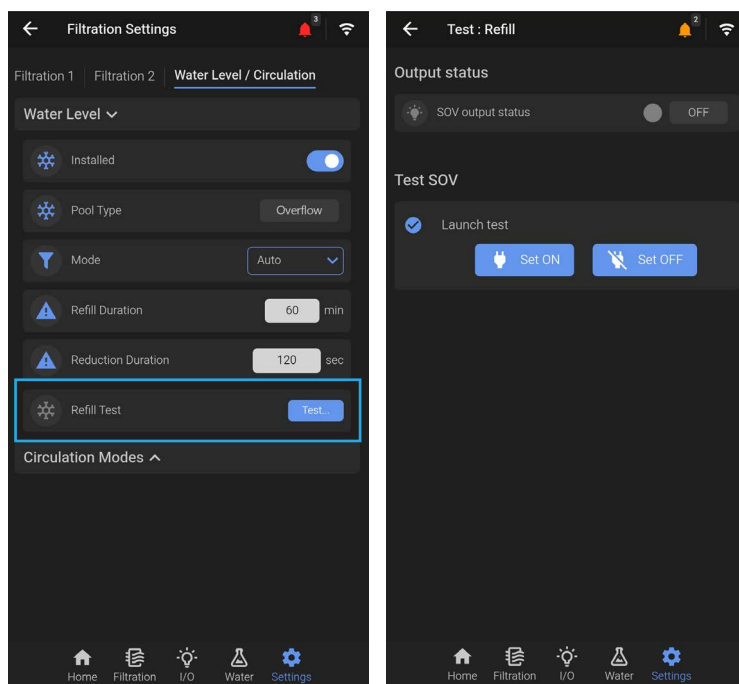 Filtration Settings
3
Filtration 1
Filtration 2
Water Level / Circulation
Water Level
Installed
Pool Type
Overflow
Mode
Auto
Refill Duration
60
min
Reduction Duration
120
sec
Refill Test
Test...
Circulation Modes
Home
Filtration
I/O
Water
Settings
Test : Refill
2
Output status
SOV output status
OFF
Test SOV
Launch test
Set ON
Set OFF
Home
Filtration
I/O
Water
Settings